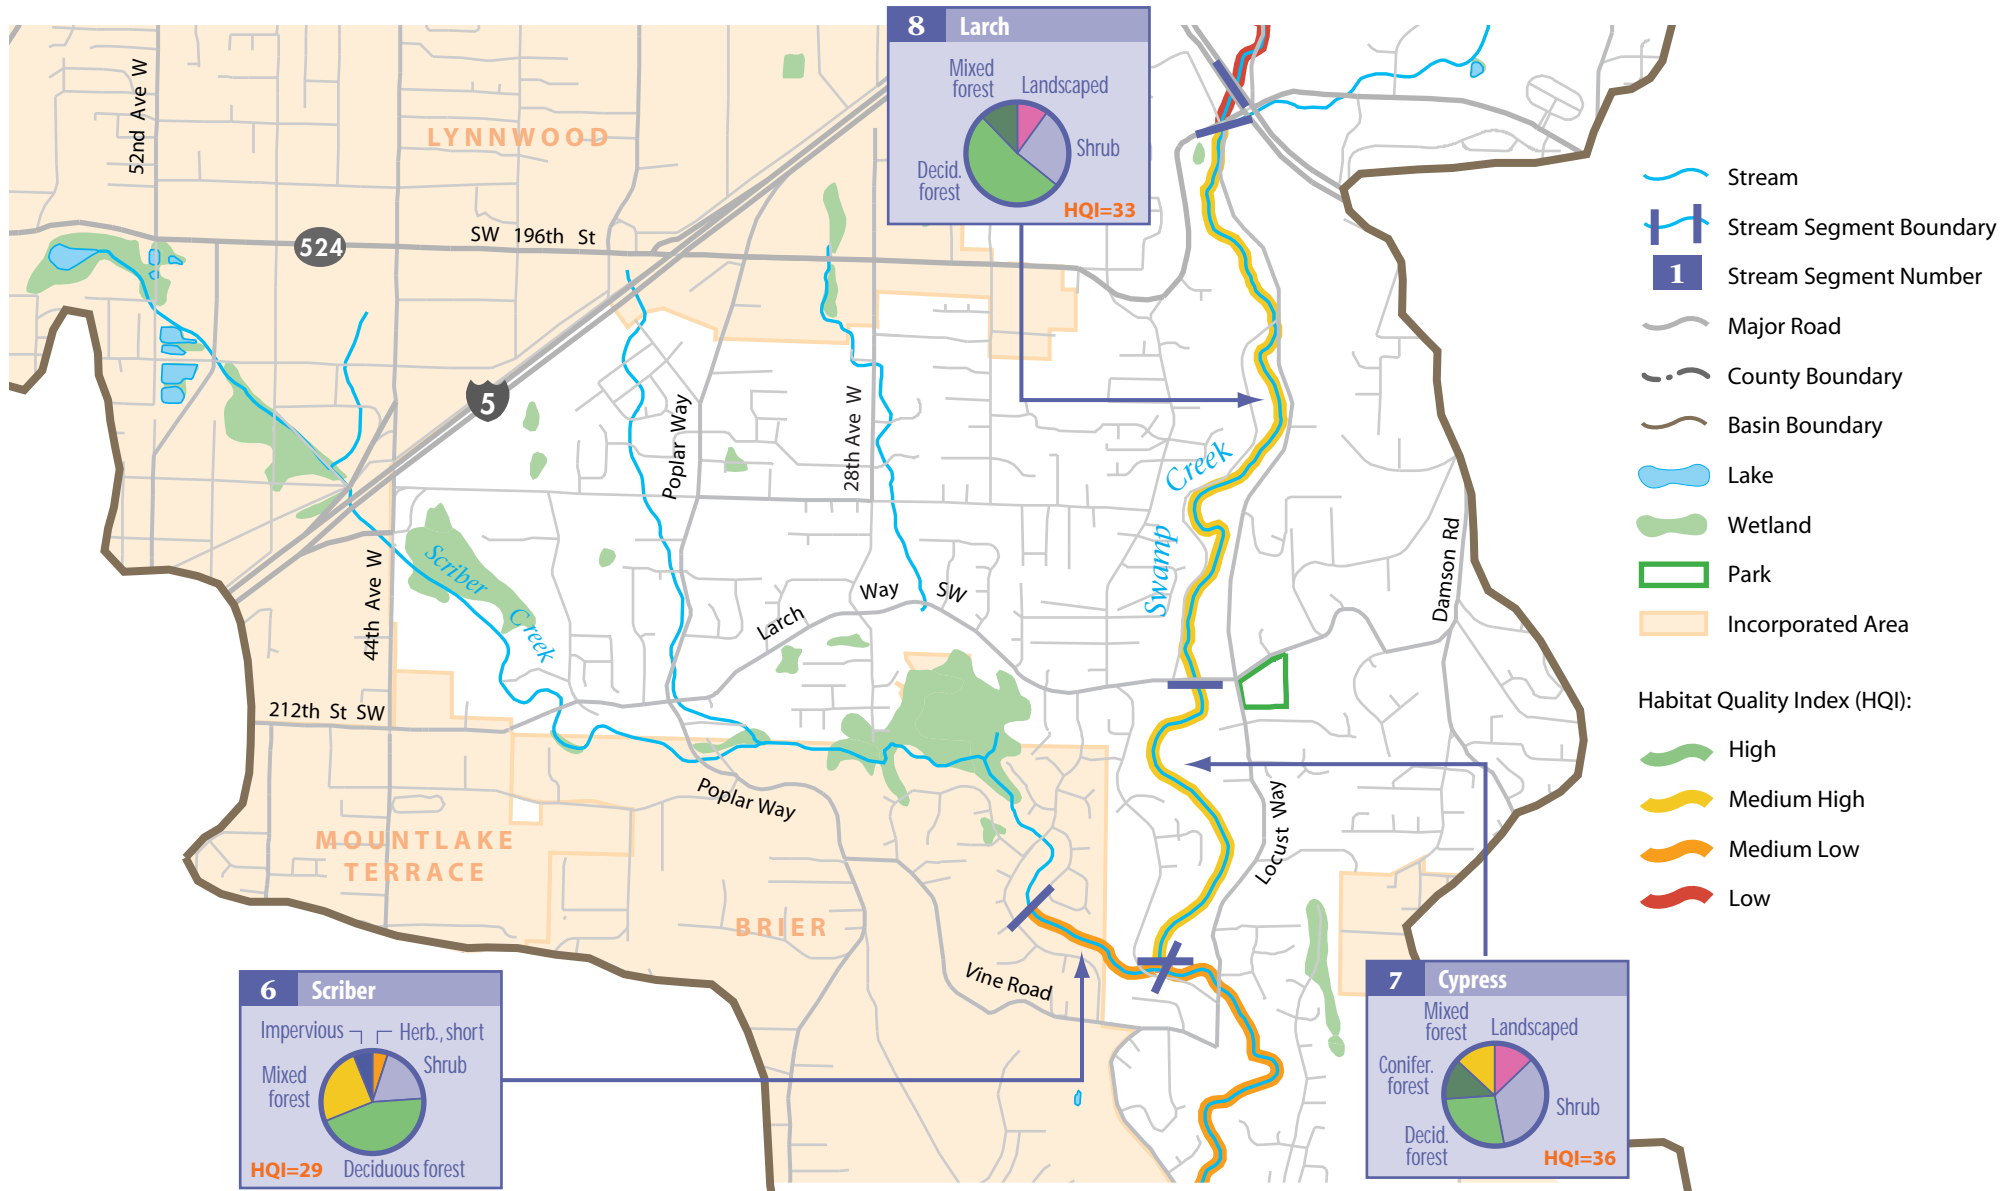 8 Larch
Mixed
forest
Landscaped
Shrub
Decid.
forest
HQI=33
52nd Ave W
LYNNWOOD
524
SW 196th St
5
Poplar Way
28th Ave W
Creek
Swamp
Scriber
Creek
44th Ave W
Larch
Way
SW
Damson Rd
212th St SW
Poplar Way
Locust Way
MOUNTLAKE
TERRACE
BRIER
Vine Road
6 Scriber
Impervious
Herb., short
Shrub
Mixed
forest
HQI=29
Deciduous forest
7 Cypress
Mixed
forest
Landscaped
Conifer.
forest
Shrub
Decid.
forest
HQI=36
Stream
Stream Segment Boundary
1 Stream Segment Number
Major Road
County Boundary
Basin Boundary
Lake
Wetland
Park
Incorporated Area
Habitat Quality Index (HQI):
High
Medium High
Medium Low
Low